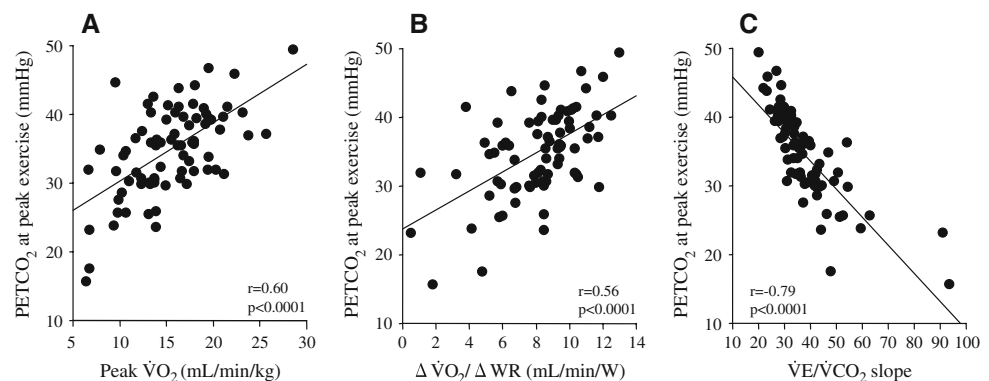 A
PETCO2 at peak exercise (mmHg)
50
40
30
20
10
r=0.60
p<0.0001
5 10 15 20 25 30
Peak V̇O2 (mL/min/kg)
B
PETCO2 at peak exercise (mmHg)
50
40
30
20
10
r=0.56
p<0.0001
0 2 4 6 8 10 12 14
Δ V̇O2/ Δ WR (mL/min/W)
C
PETCO2 at peak exercise (mmHg)
50
40
30
20
10
r=-0.79
p<0.0001
10 20 30 40 50 60 70 80 90 100
V̇E/V̇CO2 slope